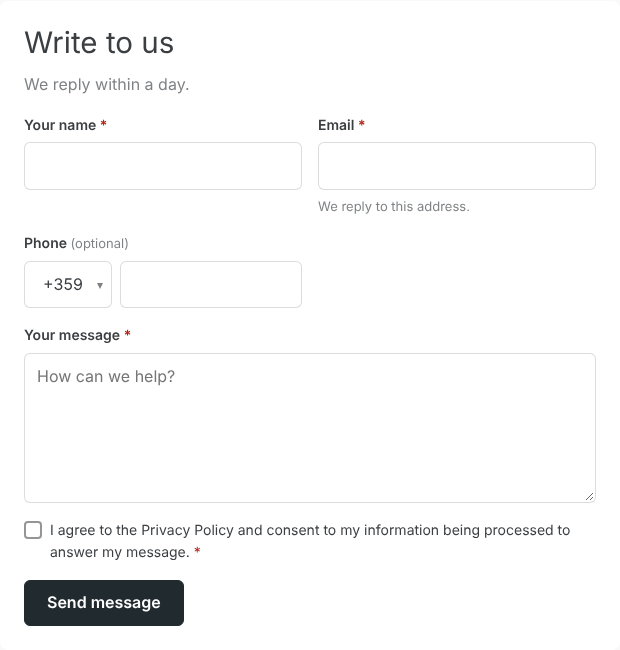 Write to us
We reply within a day.
Your name *
Email *
We reply to this address.
Phone (optional)
+359
Your message *
How can we help?
I agree to the Privacy Policy and consent to my information being processed to
answer my message. *
Send message